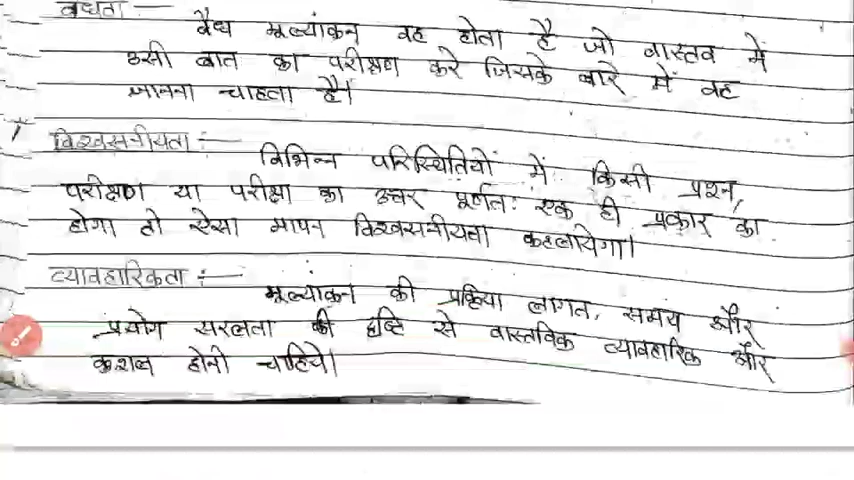 वैधता :—
वैध मूल्यांकन वह होता है जो वास्तव में
उसी बात का परीक्षण करे जिसके बारे में वह
जानना चाहता है।
विश्वसनीयता :—
विभिन्न परिस्थितियों में किसी प्रश्न,
परीक्षण या परीक्षा का उत्तर पूर्णतः एक ही प्रकार का
होगा तो ऐसा मापन विश्वसनीयता कहलायेगा।
व्यावहारिकता :—
मूल्यांकन की प्रक्रिया लागत, समय और
प्रयोग सरलता की दृष्टि से वास्तविक व्यावहारिक और
कुशल होनी चाहिये।